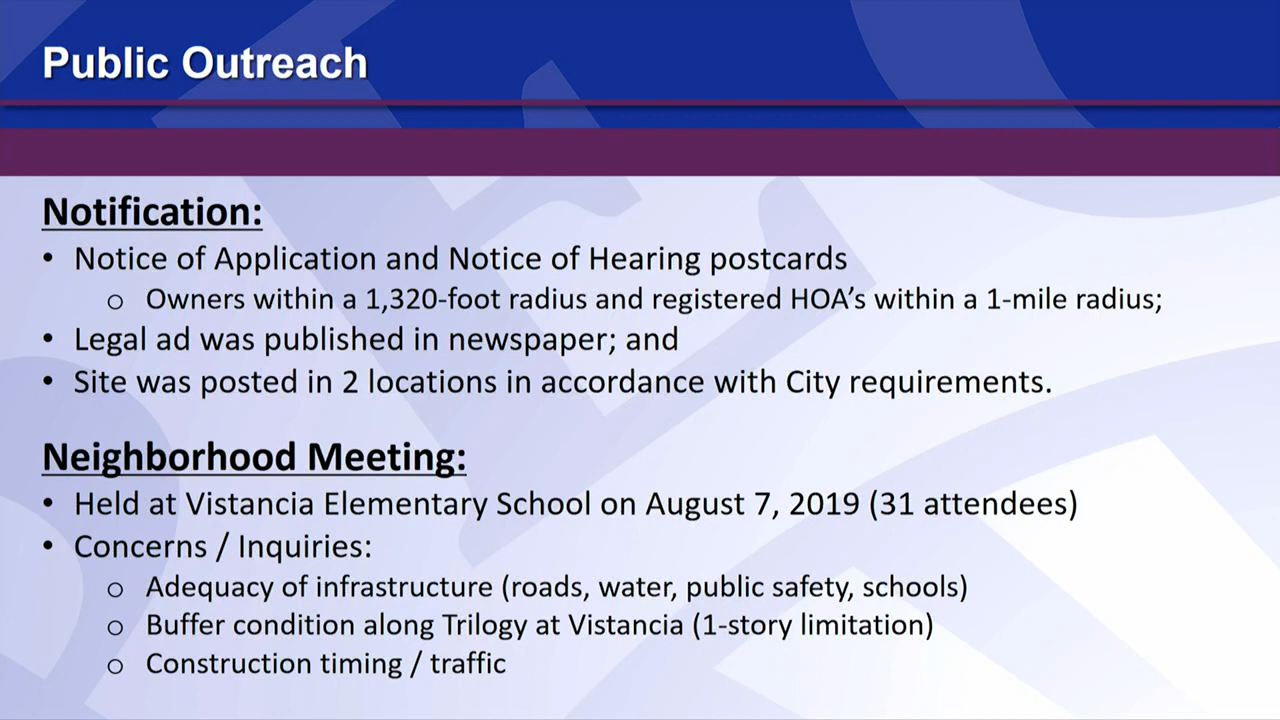 Public Outreach
Notification:
• Notice of Application and Notice of Hearing postcards
o Owners within a 1,320-foot radius and registered HOA’s within a 1-mile radius;
• Legal ad was published in newspaper; and
• Site was posted in 2 locations in accordance with City requirements.
Neighborhood Meeting:
• Held at Vistancia Elementary School on August 7, 2019 (31 attendees)
• Concerns / Inquiries:
o Adequacy of infrastructure (roads, water, public safety, schools)
o Buffer condition along Trilogy at Vistancia (1-story limitation)
o Construction timing / traffic